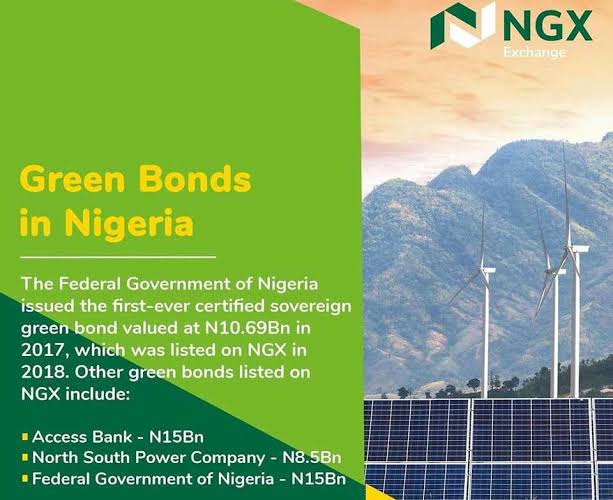 NGX
Exchange
Green Bonds
in Nigeria
The Federal Government of Nigeria
issued the first-ever certified sovereign
green bond valued at N10.69Bn in
2017, which was listed on NGX in
2018. Other green bonds listed on
NGX include:
Access Bank - N15Bn
North South Power Company - N8.5Bn
Federal Government of Nigeria - N15Bn